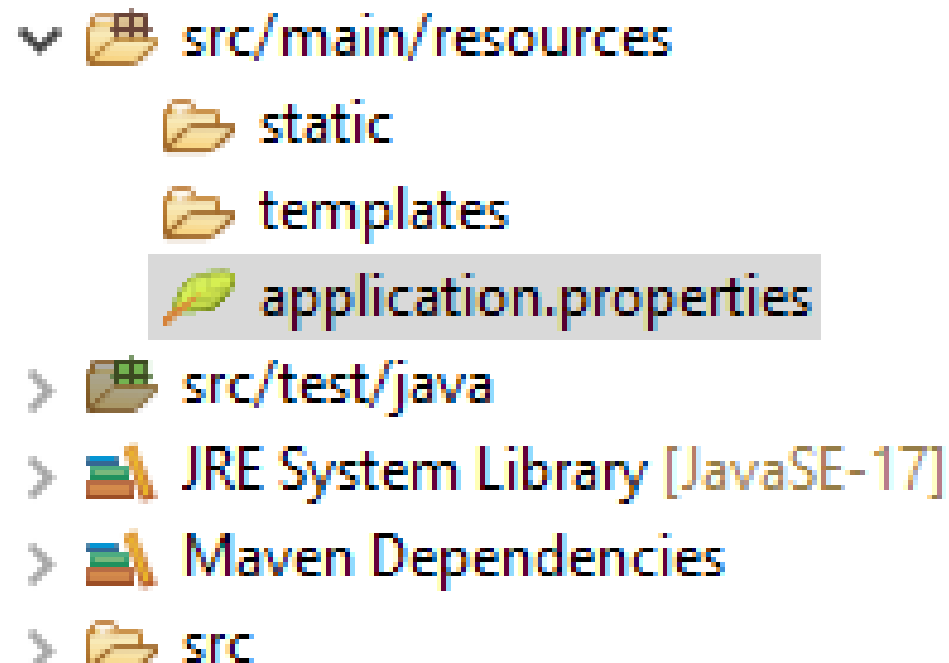 src/main/resources
static
templates
application.properties
src/test/java
JRE System Library [JavaSE-17]
Maven Dependencies
src